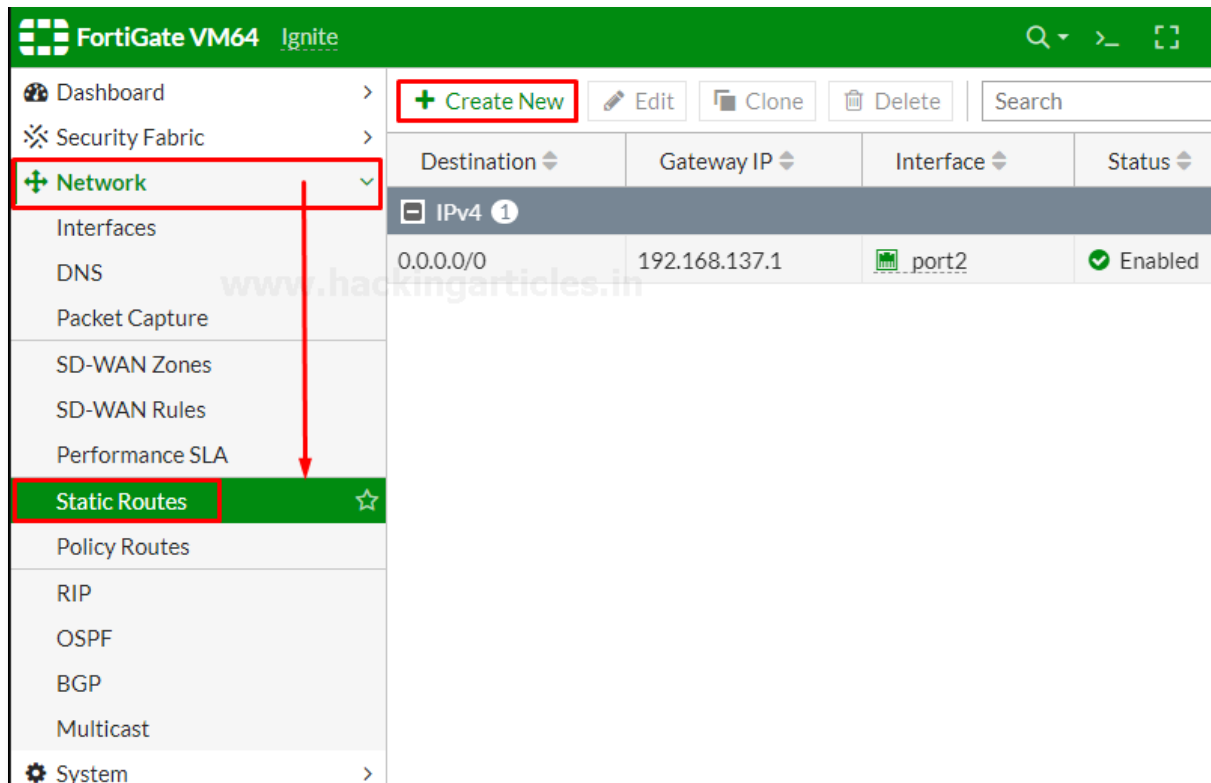 FortiGate VM64 Ignite
Dashboard
Security Fabric
Network
Interfaces
DNS
Packet Capture
SD-WAN Zones
SD-WAN Rules
Performance SLA
Static Routes
Policy Routes
RIP
OSPF
BGP
Multicast
System
+ Create New Edit Clone Delete Search
Destination Gateway IP Interface Status
IPv4 1
0.0.0.0/0 192.168.137.1 port2 Enabled
www.hackingarticles.in